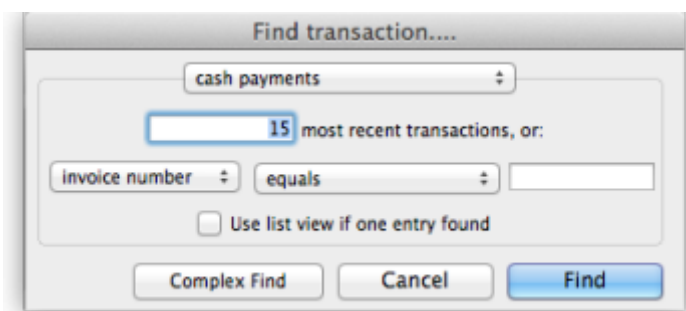 Find transaction....
cash payments
15 most recent transactions, or:
invoice number equals
Use list view if one entry found
Complex Find Cancel Find